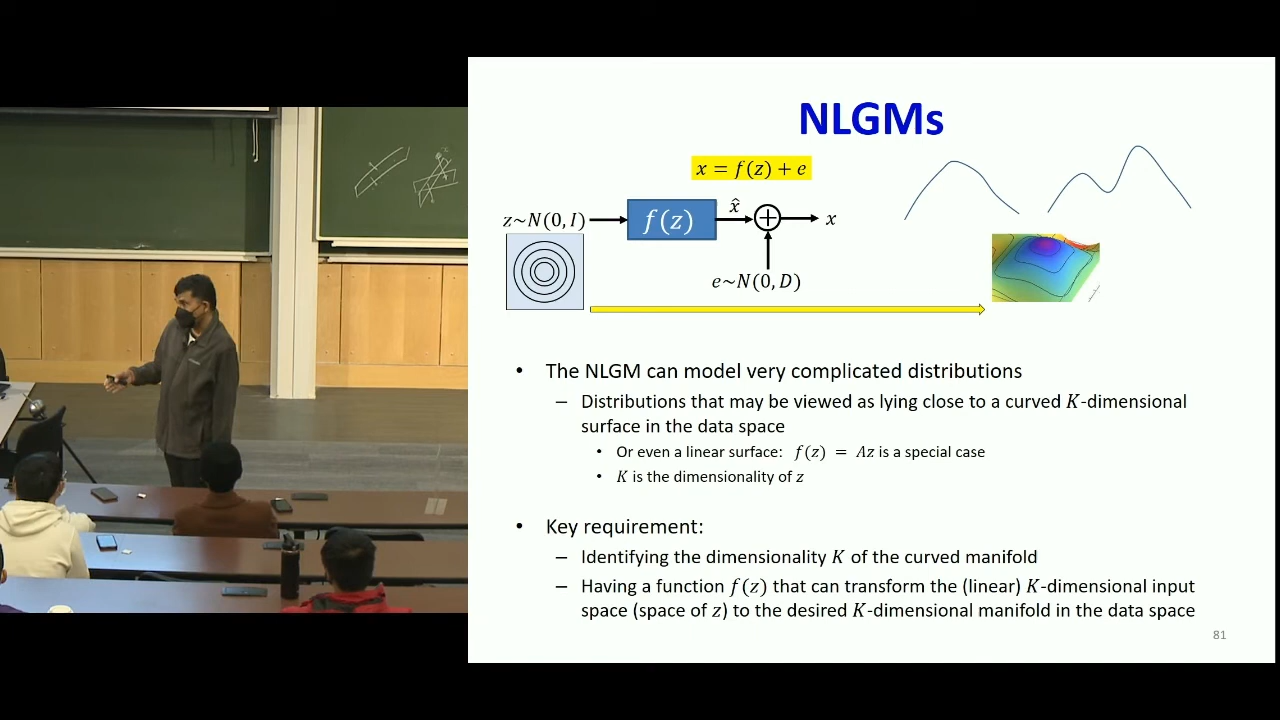 NLGMs
x = f(z) + e
z~N(0, I)
f(z)
x̂
x
e~N(0, D)
• The NLGM can model very complicated distributions
– Distributions that may be viewed as lying close to a curved K-dimensional
surface in the data space
• Or even a linear surface: f(z) = Az is a special case
• K is the dimensionality of z
• Key requirement:
– Identifying the dimensionality K of the curved manifold
– Having a function f(z) that can transform the (linear) K-dimensional input
space (space of z) to the desired K-dimensional manifold in the data space
81